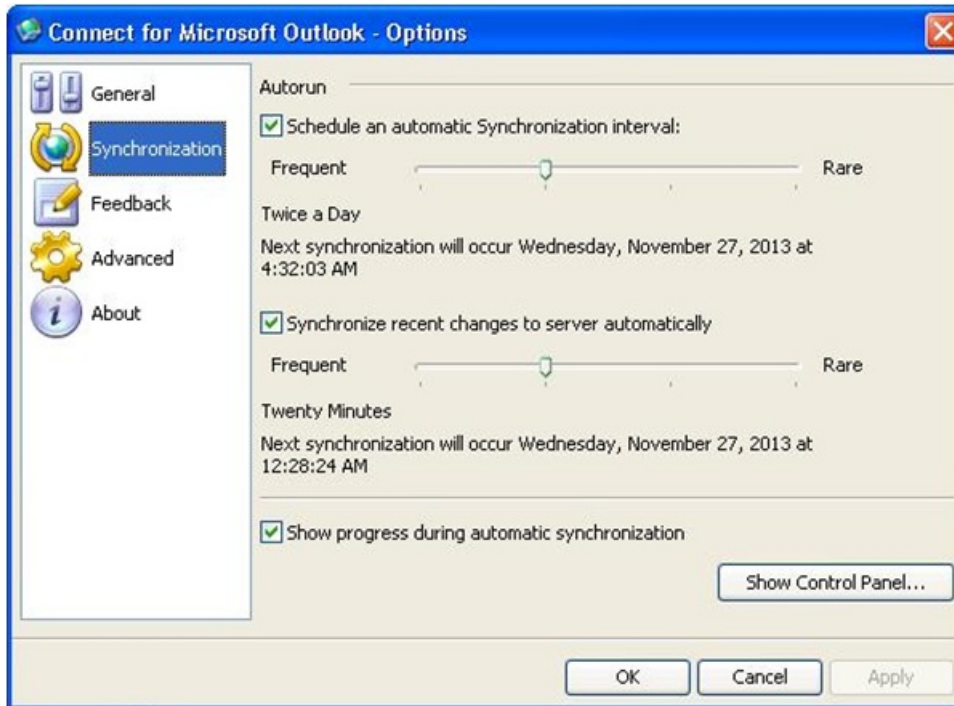 Connect for Microsoft Outlook - Options
General
Synchronization
Feedback
Advanced
About
Autorun
Schedule an automatic Synchronization interval:
Frequent
Rare
Twice a Day
Next synchronization will occur Wednesday, November 27, 2013 at
4:32:03 AM
Synchronize recent changes to server automatically
Frequent
Rare
Twenty Minutes
Next synchronization will occur Wednesday, November 27, 2013 at
12:28:24 AM
Show progress during automatic synchronization
Show Control Panel...
OK
Cancel
Apply